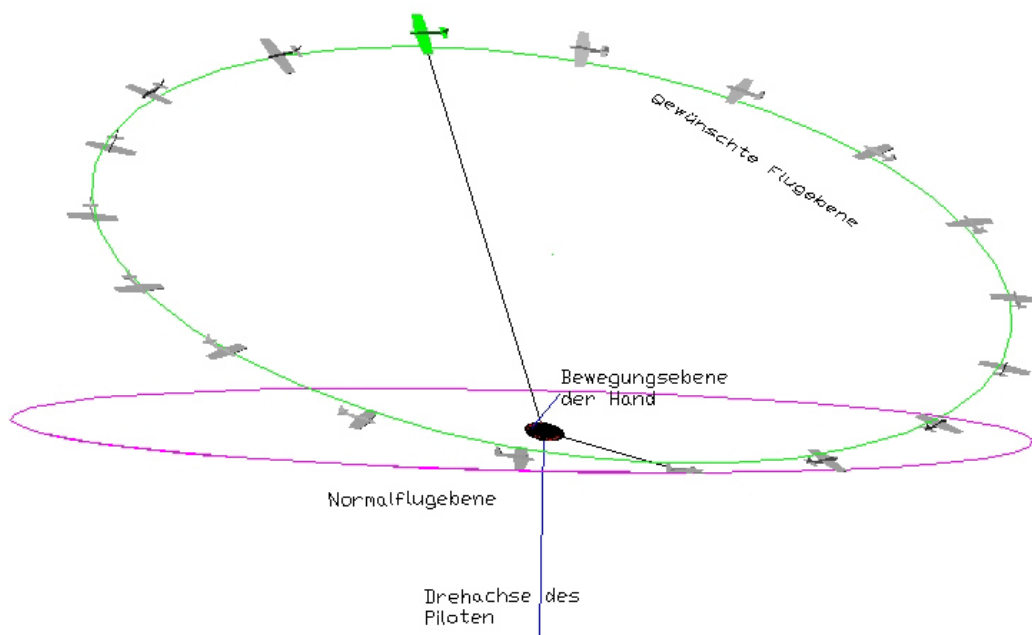 Gewünschte Flugebene
Bewegungsebene
der Hand
Normalflugebene
Drehachse des
Piloten